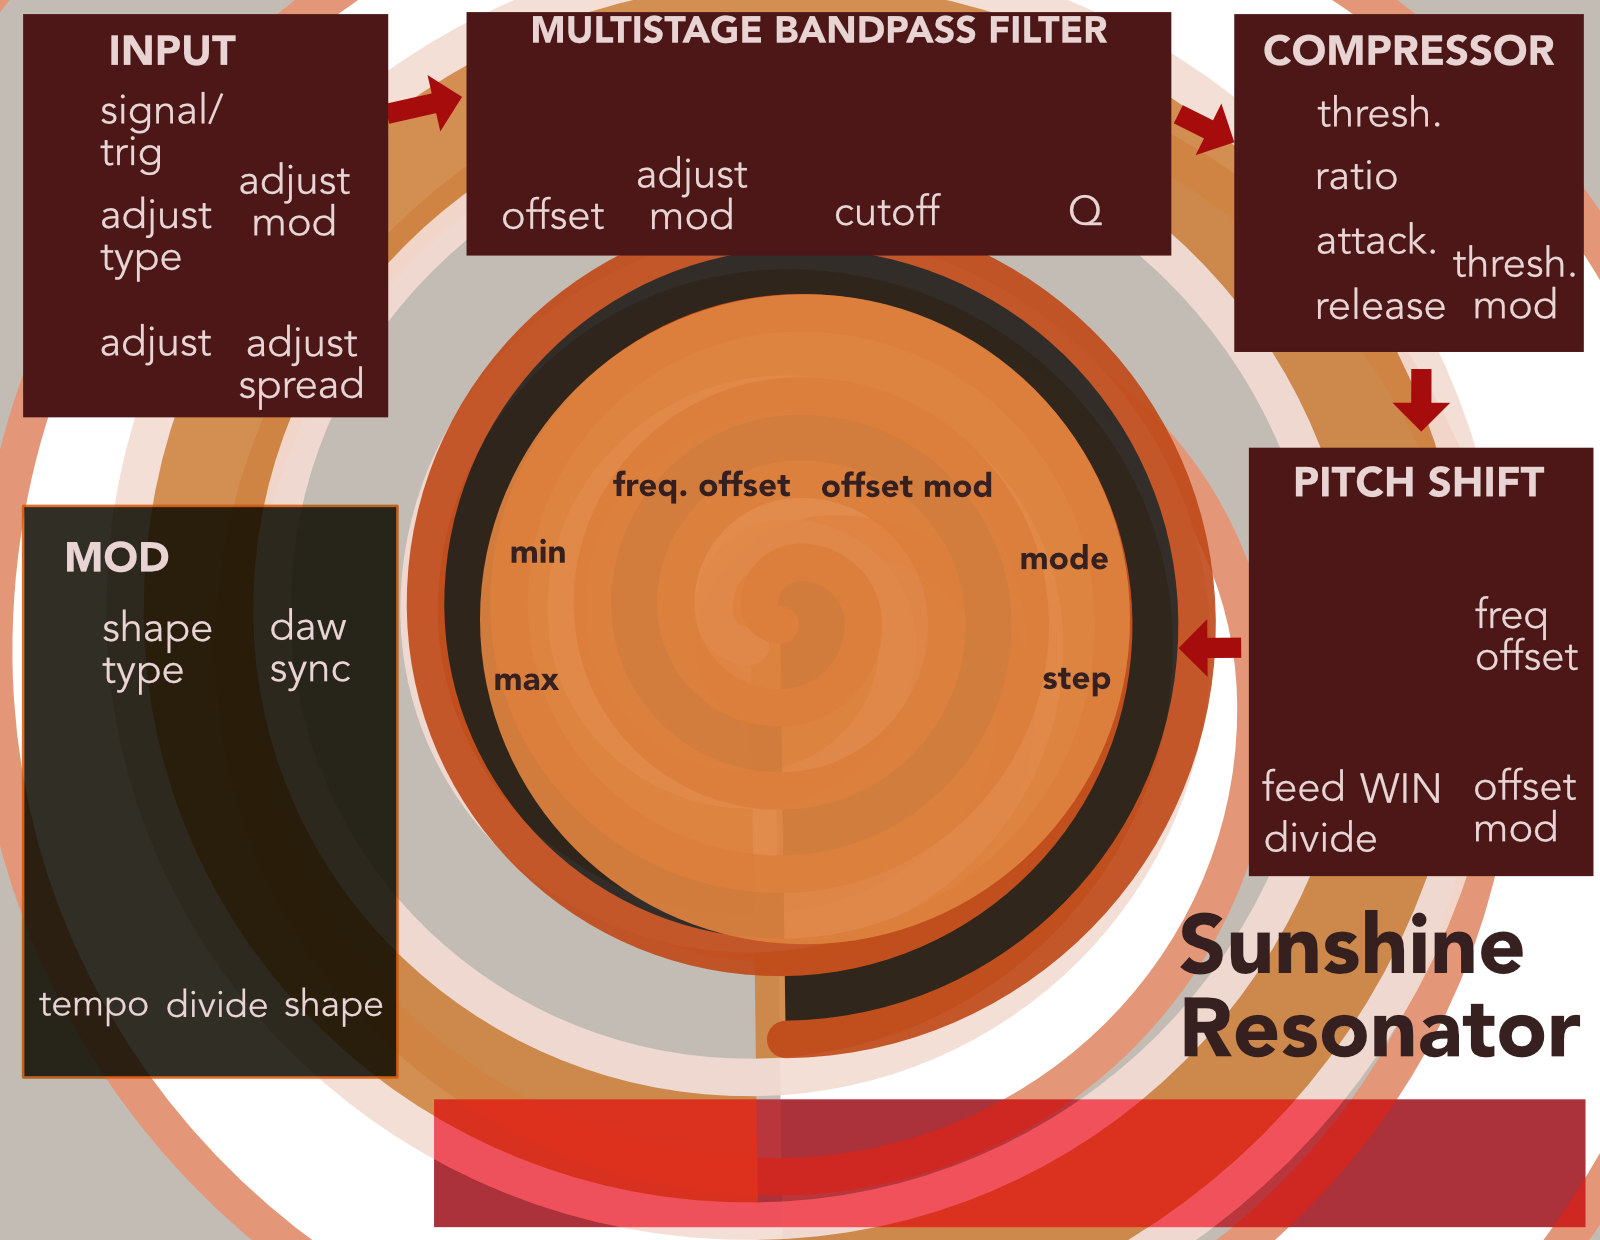 INPUT
signal/
trig
adjust
mod
adjust
type
adjust
adjust
spread
MULTISTAGE BANDPASS FILTER
offset
adjust
mod
cutoff
Q
COMPRESSOR
thresh.
ratio
attack.
thresh.
mod
release
MOD
shape
type
daw
sync
tempo
divide
shape
freq. offset
offset mod
min
mode
max
step
PITCH SHIFT
freq
offset
feed
WIN
divide
offset
mod
Sunshine
Resonator